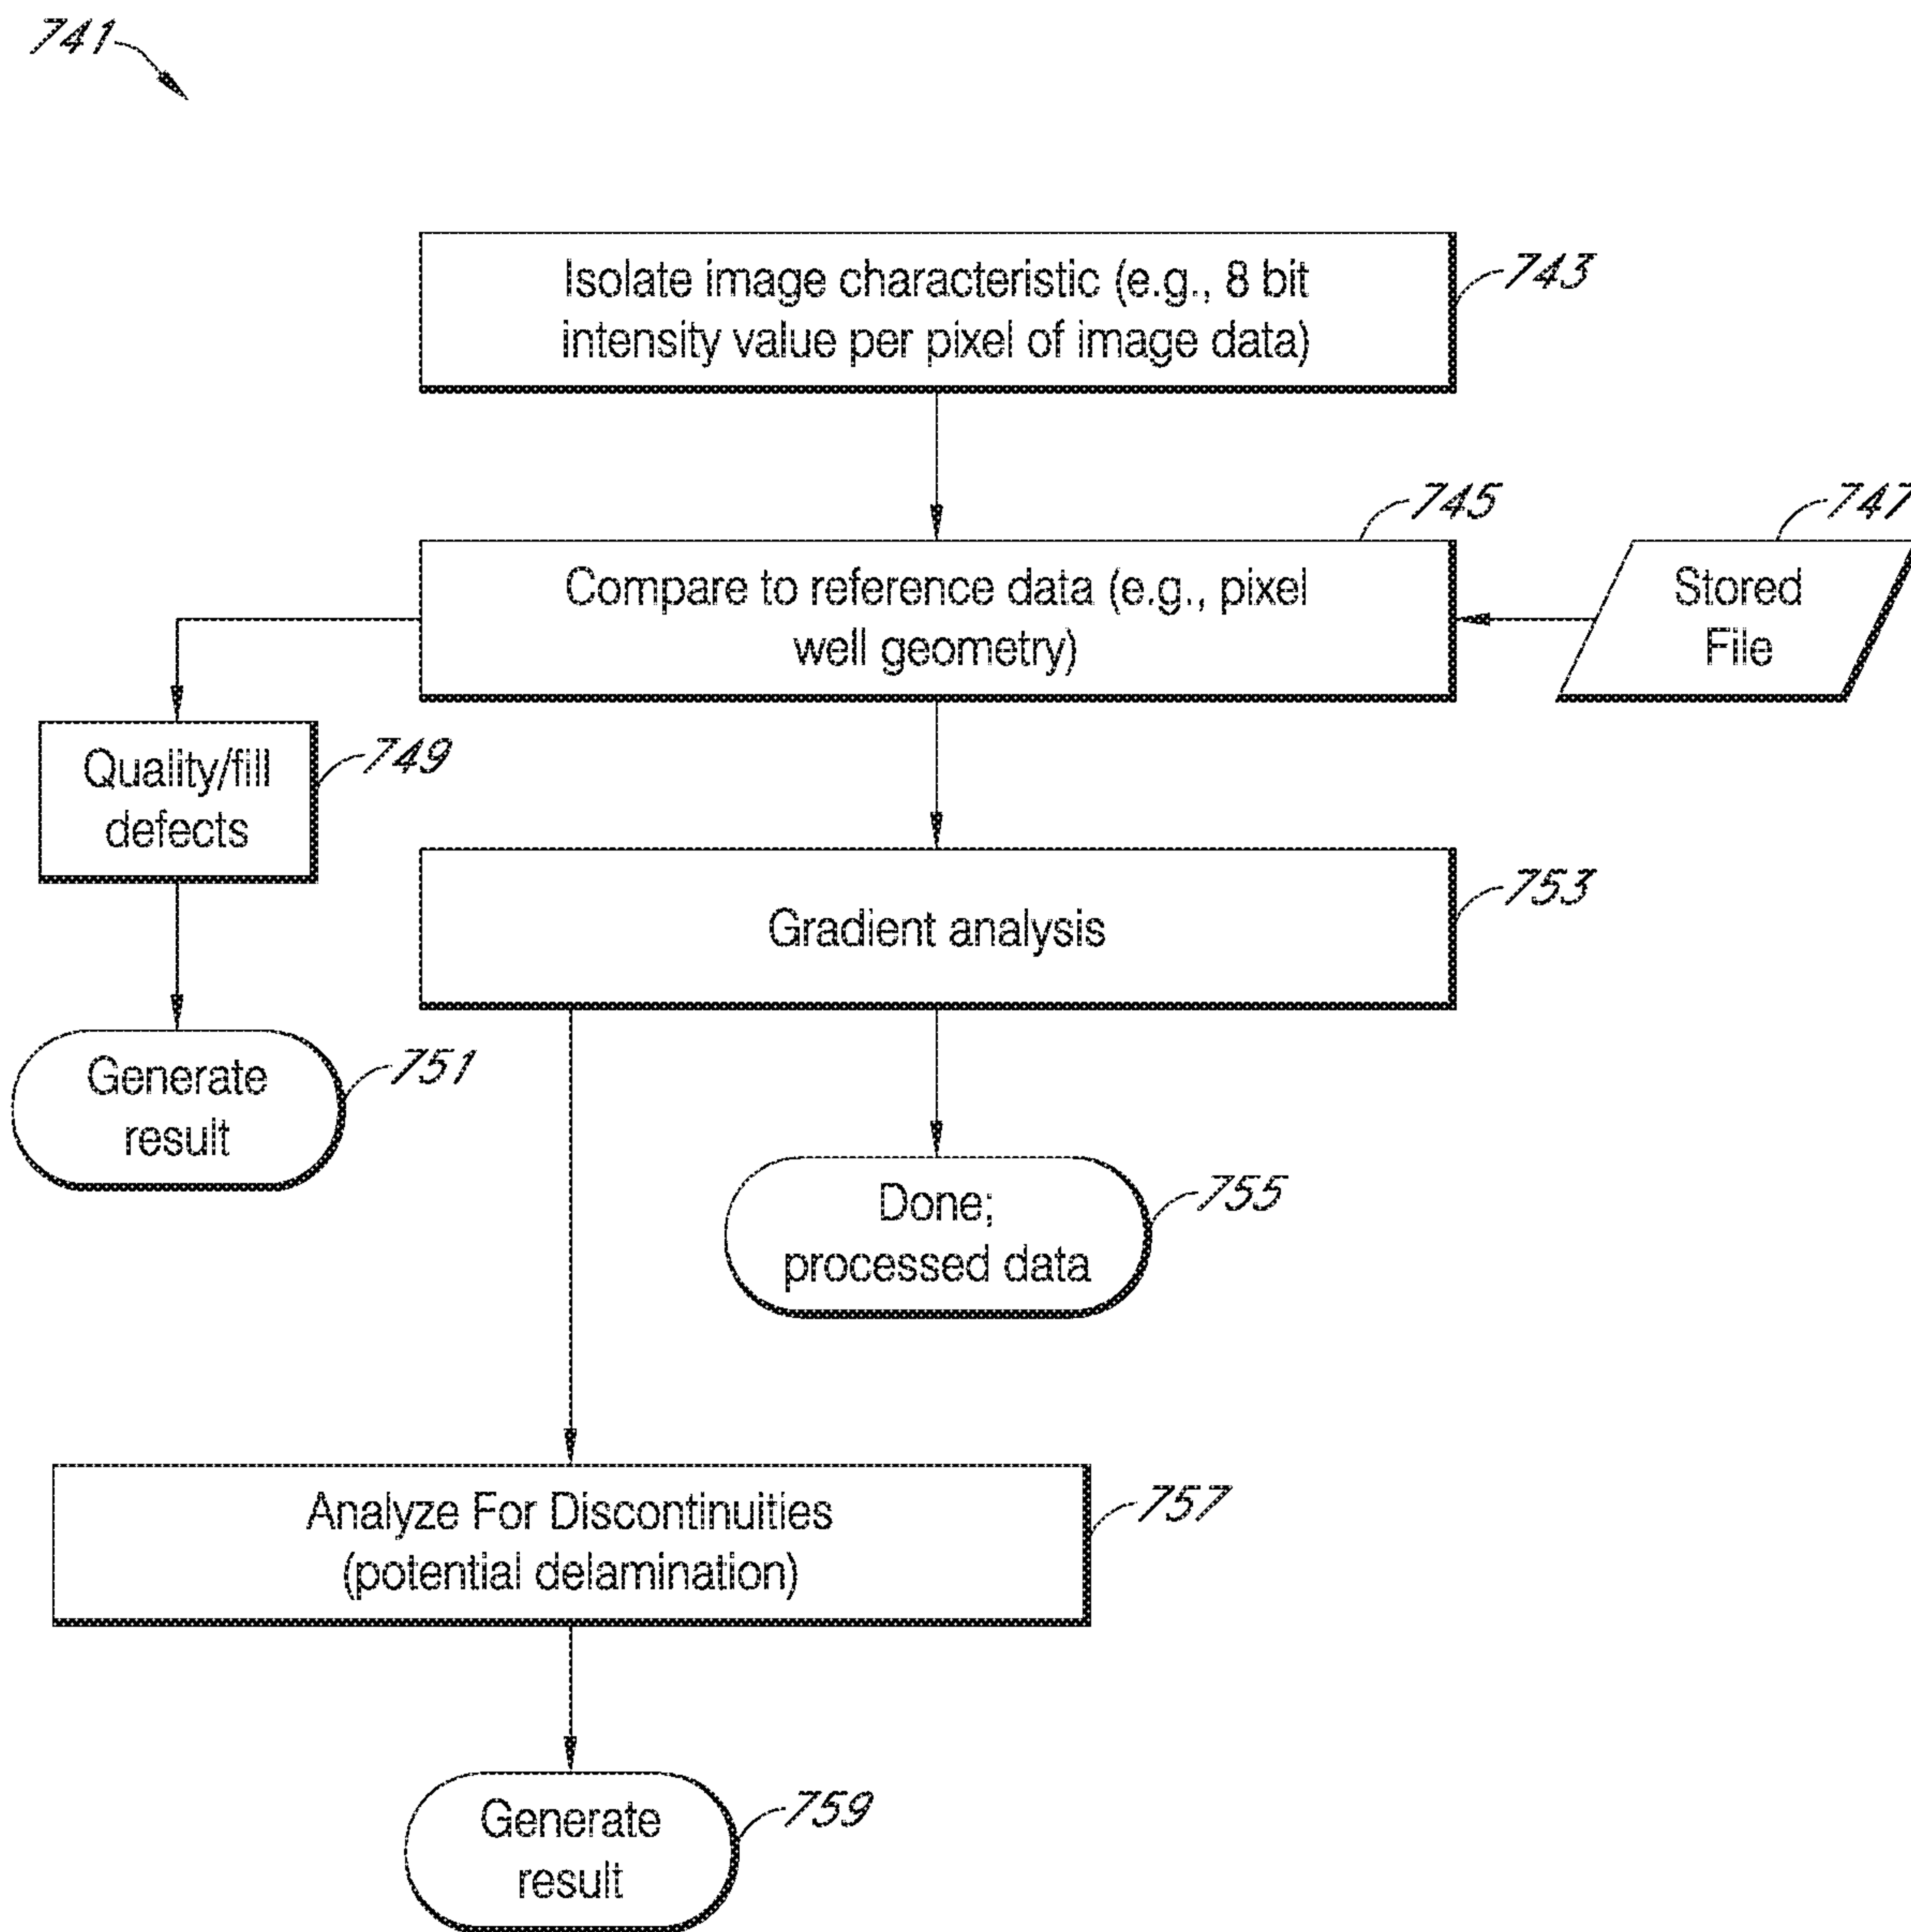 741
Isolate image characteristic (e.g., 8 bit
intensity value per pixel of image data)
743
745
747
Compare to reference data (e.g., pixel
well geometry)
Stored
File
Quality/fill
defects
749
Gradient analysis
753
Generate
result
751
Done;
processed data
755
Analyze For Discontinuities
(potential delamination)
757
Generate
result
759